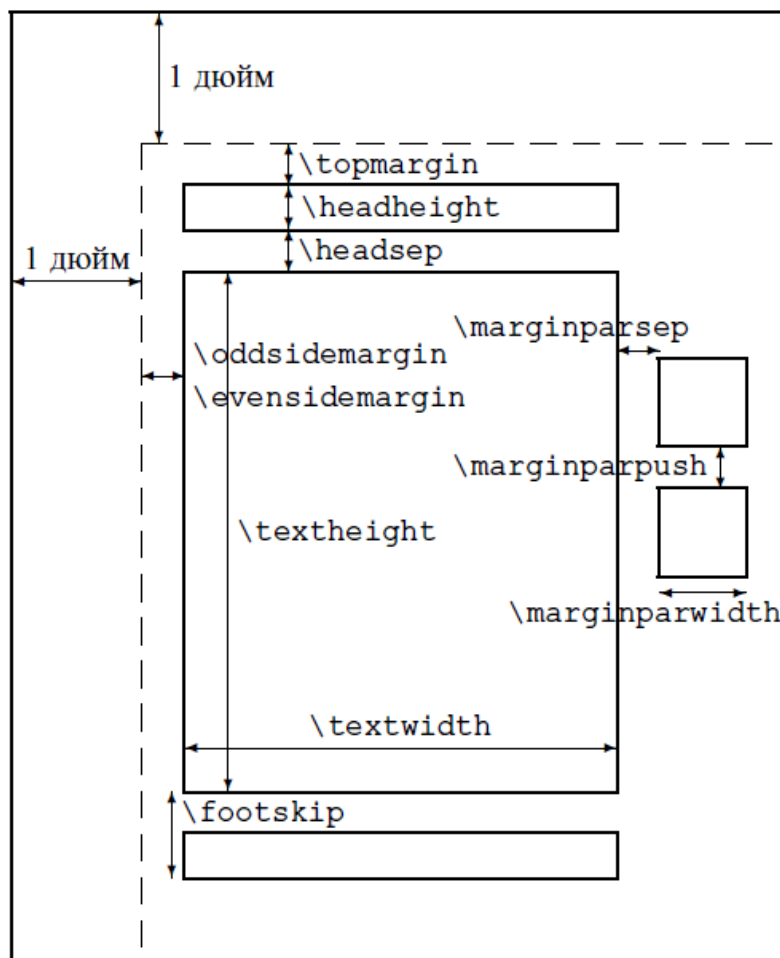 1 дюйм
\topmargin
\headheight
\headsep
1 дюйм
\marginparsep
\oddsidemargin
\evensidemargin
\marginparpush
\textheight
\marginparwidth
\textwidth
\footskip